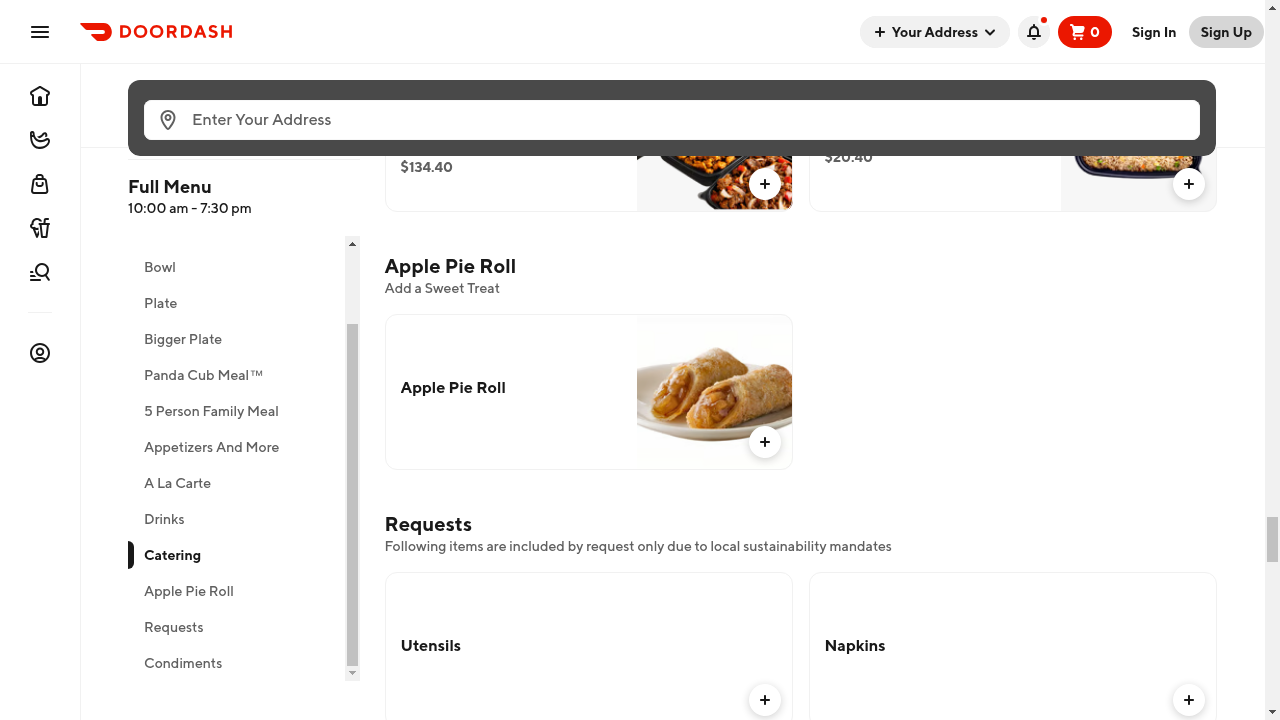 DOORDASH
Your Address
0
Sign In
Sign Up
Enter Your Address
$134.40
$20.40
Full Menu
10:00 am - 7:30 pm
Bowl
Plate
Bigger Plate
Panda Cub Meal™
5 Person Family Meal
Appetizers And More
A La Carte
Drinks
Catering
Apple Pie Roll
Requests
Condiments
Apple Pie Roll
Add a Sweet Treat
Apple Pie Roll
Requests
Following items are included by request only due to local sustainability mandates
Utensils
Napkins